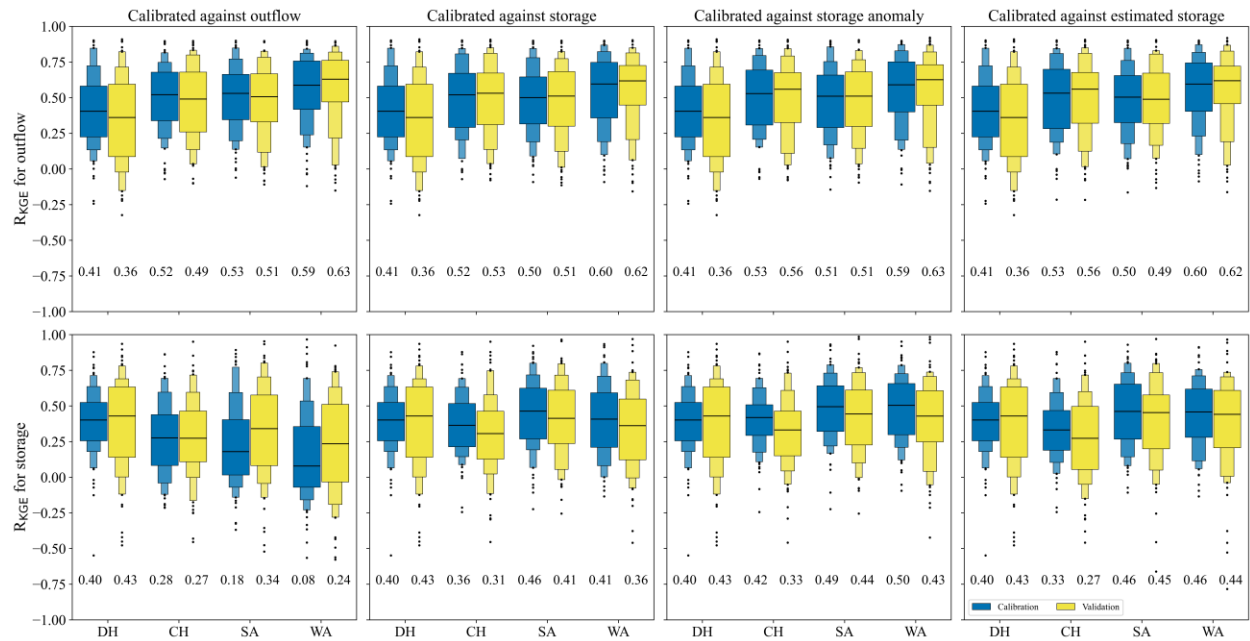 Calibrated against outflow Calibrated against storage Calibrated against storage anomaly Calibrated against estimated storage
R_KGE for outflow
1.00
0.75
0.50
0.25
0.00
−0.25
−0.50
−0.75
−1.00
0.41 0.36 0.52 0.49 0.53 0.51 0.59 0.63
0.41 0.36 0.52 0.53 0.50 0.51 0.60 0.62
0.41 0.36 0.53 0.56 0.51 0.51 0.59 0.63
0.41 0.36 0.53 0.56 0.50 0.49 0.60 0.62
R_KGE for storage
1.00
0.75
0.50
0.25
0.00
−0.25
−0.50
−0.75
−1.00
0.40 0.43 0.28 0.27 0.18 0.34 0.08 0.24
0.40 0.43 0.36 0.31 0.46 0.41 0.41 0.36
0.40 0.43 0.42 0.33 0.49 0.44 0.50 0.43
0.40 0.43 0.33 0.27 0.46 0.45 0.46 0.44
Calibration Validation
DH CH SA WA DH CH SA WA DH CH SA WA DH CH SA WA